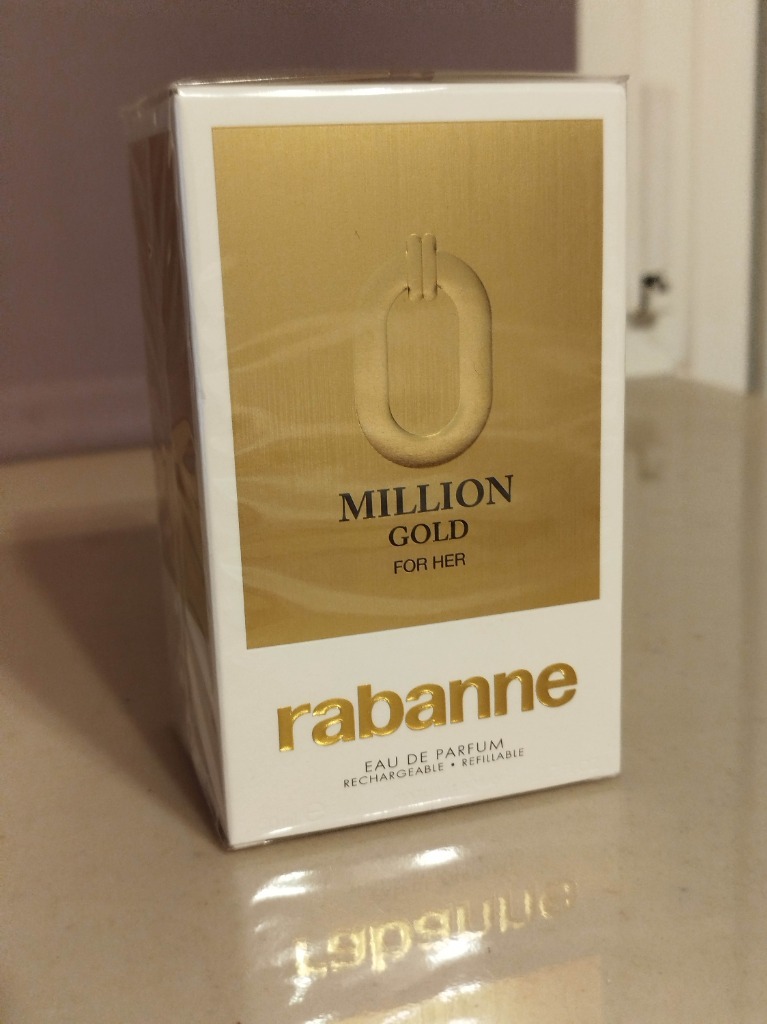 MILLION
GOLD
FOR HER
rabanne
EAU DE PARFUM
RECHARGEABLE • REFILLABLE